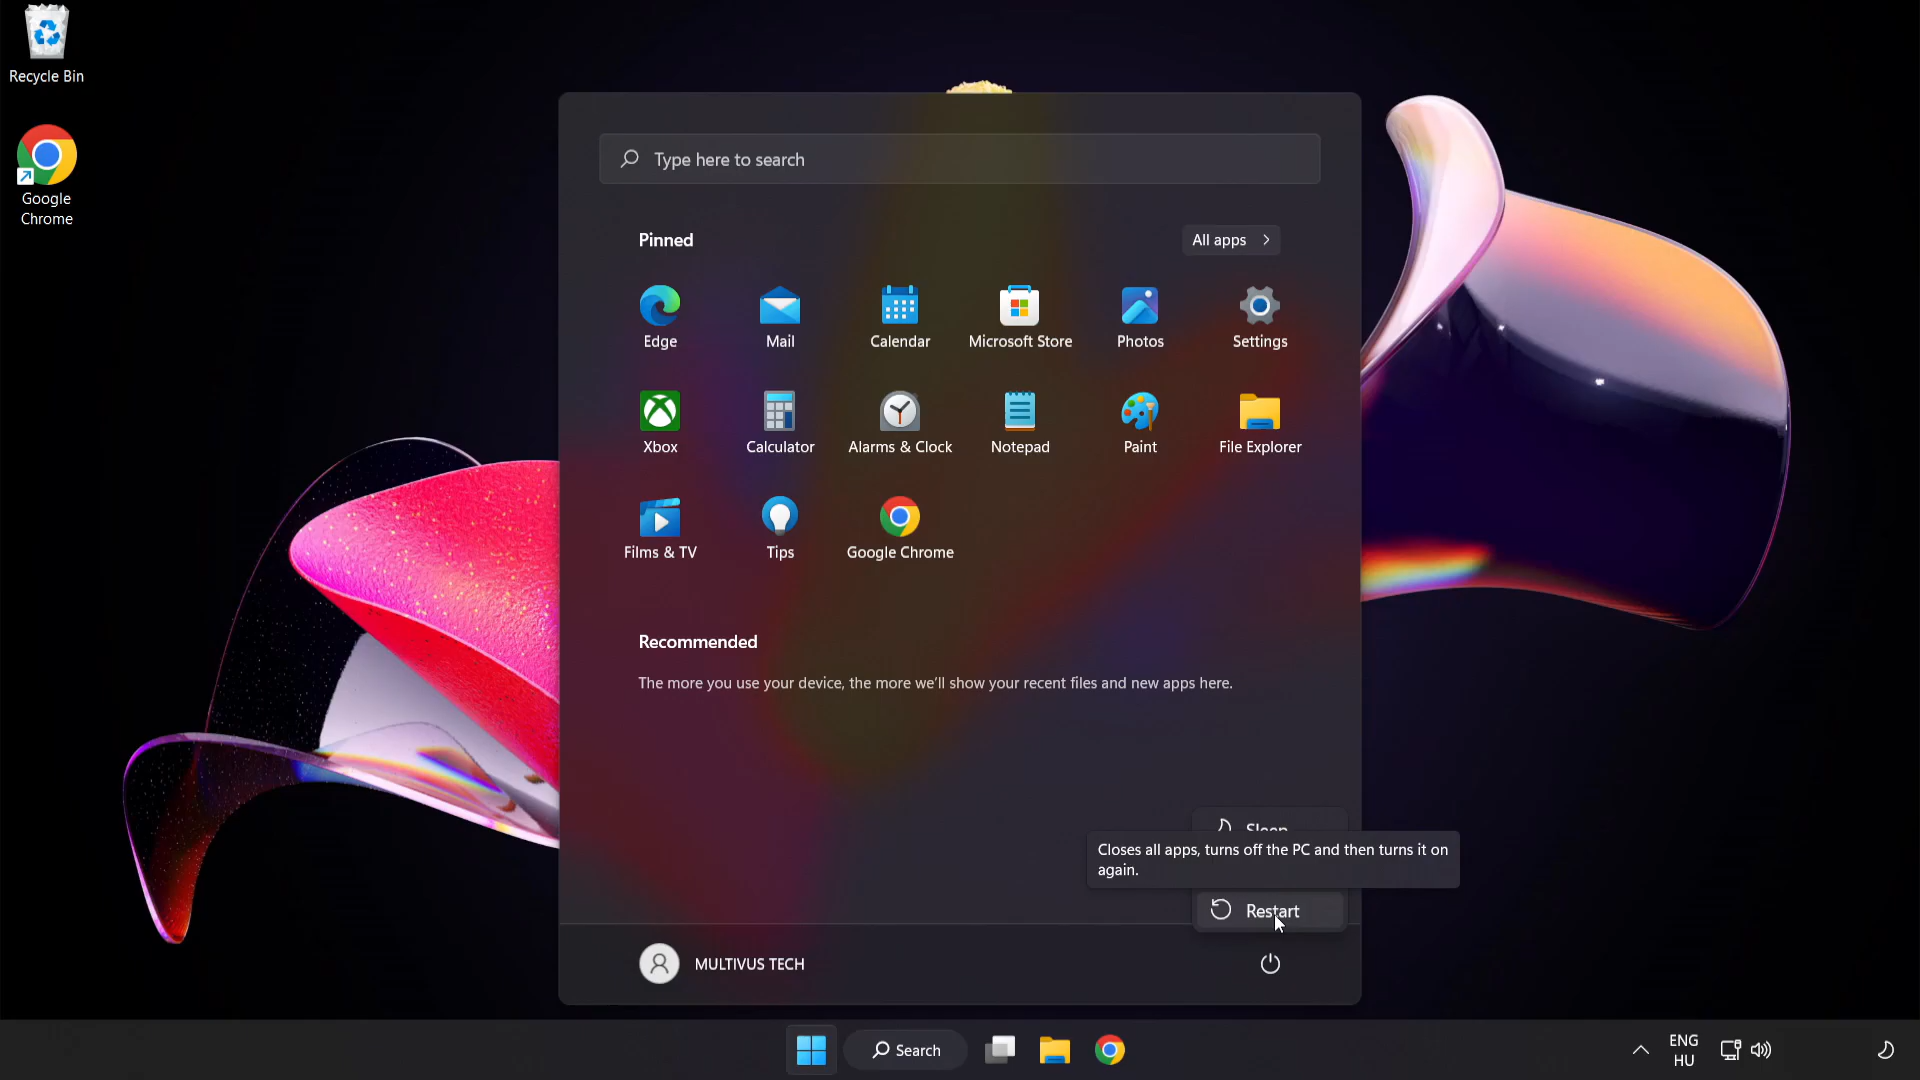 Recycle Bin
Google
Chrome
Type here to search
Pinned
All apps
Edge
Mail
Calendar
Microsoft Store
Photos
Settings
Xbox
Calculator
Alarms & Clock
Notepad
Paint
File Explorer
Films & TV
Tips
Google Chrome
Recommended
The more you use your device, the more we'll show your recent files and new apps here.
Sleep
Closes all apps, turns off the PC and then turns it on
again.
Restart
MULTIVUS TECH
Search
ENG
HU